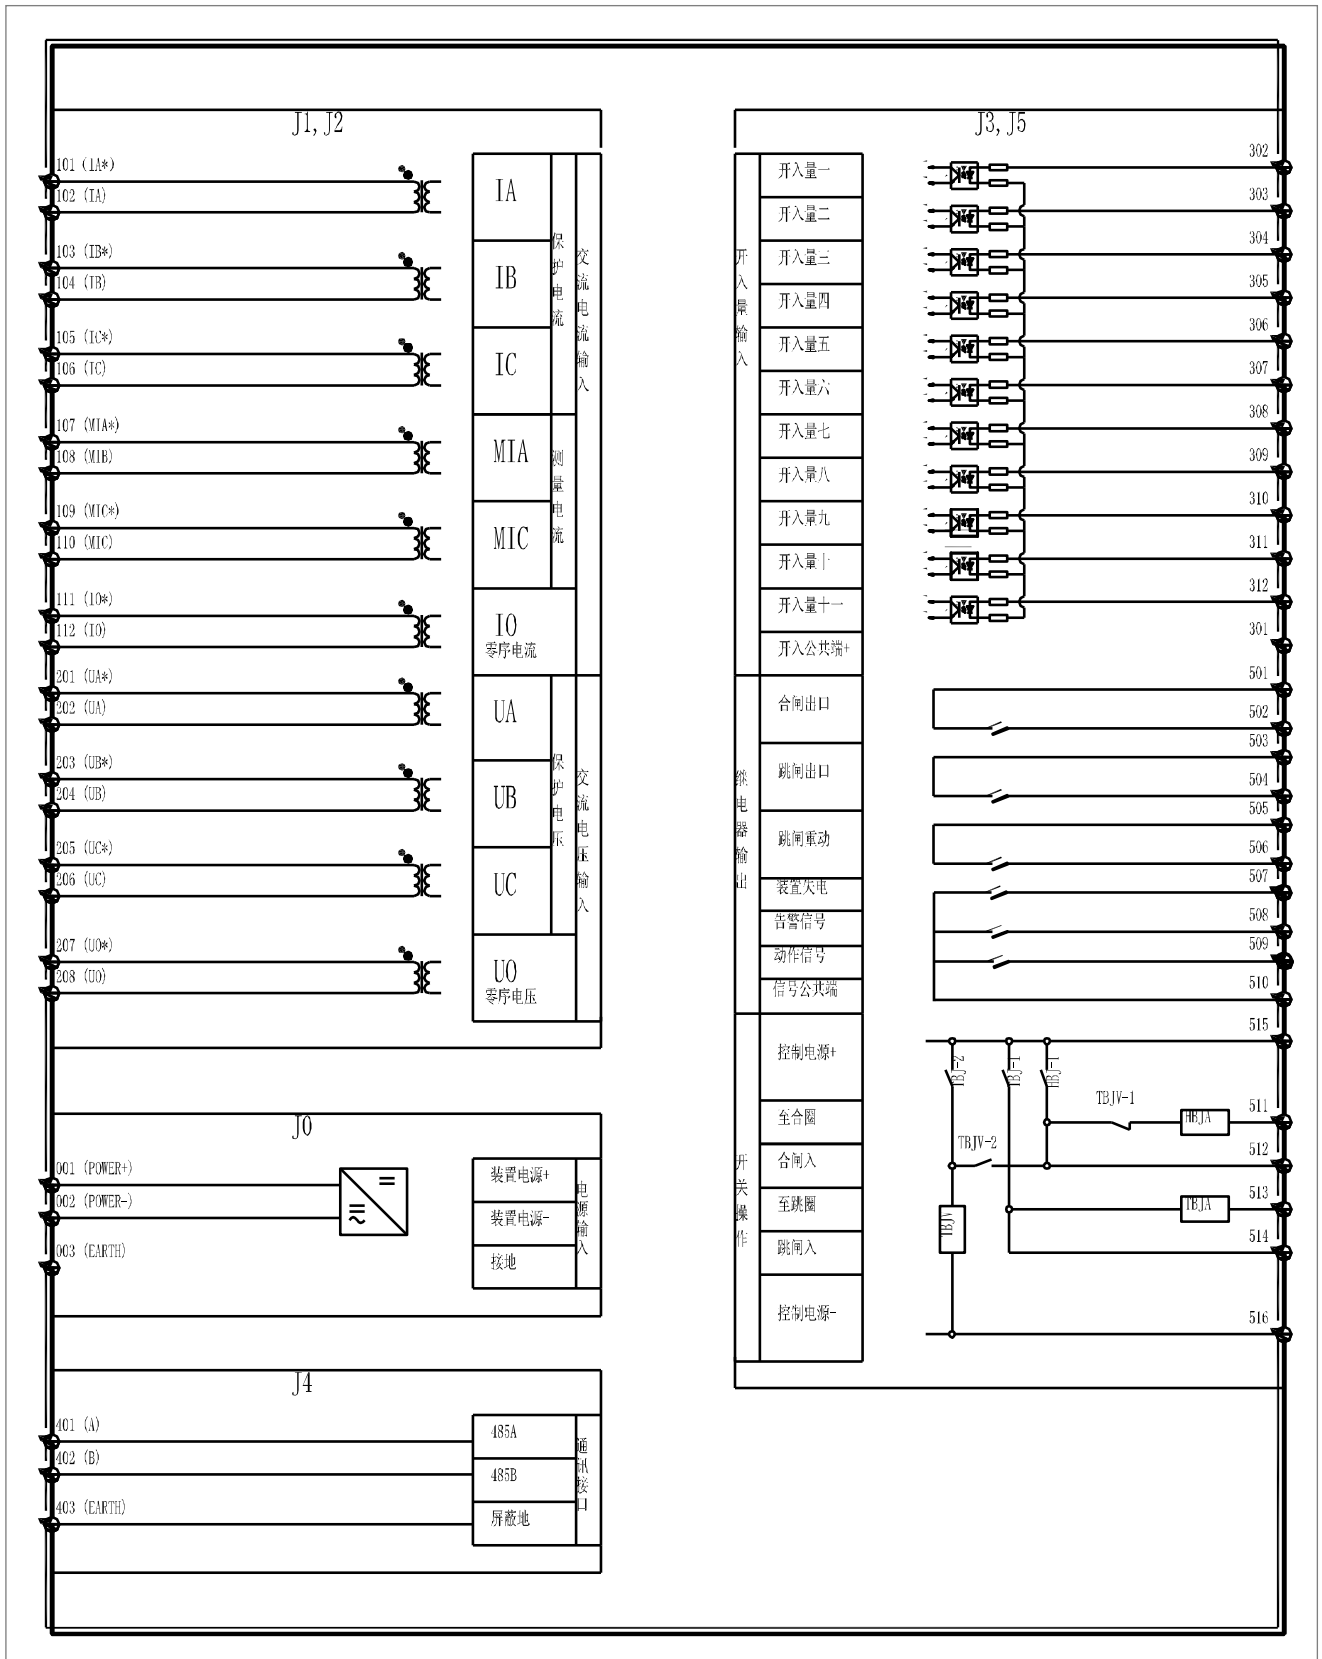 J1, J2
101 (IA*)
102 (IA)
IA
103 (IB*)
104 (IB)
IB
105 (IC*)
106 (IC)
IC
保护电流
交流电流输入
107 (MIA*)
108 (MIB)
MIA
109 (MIC*)
110 (MIC)
MIC
测量电流
111 (IO*)
112 (IO)
IO
零序电流
201 (UA*)
202 (UA)
UA
203 (UB*)
204 (UB)
UB
205 (UC*)
206 (UC)
UC
保护电压
交流电压输入
207 (UO*)
208 (UO)
UO
零序电压
J0
001 (POWER+)
002 (POWER-)
003 (EARTH)
装置电源+
装置电源-
接地
电源输入
J4
401 (A)
402 (B)
403 (EARTH)
485A
485B
屏蔽地
通讯接口
J3, J5
开入量输入
开入量一
302
开入量二
303
开入量三
304
开入量四
305
开入量五
306
开入量六
307
开入量七
308
开入量八
309
开入量九
310
开入量十
311
开入量十一
312
开入公共端+
301
继电器输出
合闸出口
501
502
跳闸出口
503
504
跳闸重动
505
506
装置失电
507
告警信号
508
动作信号
509
信号公共端
510
开关操作
控制电源+
515
TBJ-2
TBJ-1
HBJ-1
至合圈
TBJV-1
HBJA
511
合闸入
TBJV-2
512
至跳圈
TBJV
TBJA
513
跳闸入
514
控制电源-
516